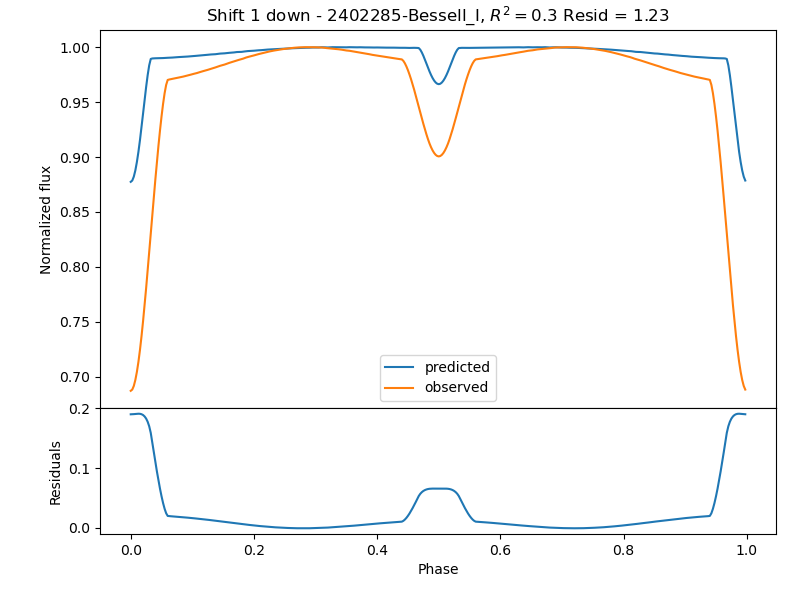 Shift 1 down - 2402285-Bessell_I, R² = 0.3 Resid = 1.23
1.00
0.95
0.90
0.85
0.80
0.75
0.70
Normalized flux
predicted
observed
0.2
0.1
0.0
Residuals
0.0 0.2 0.4 0.6 0.8 1.0
Phase